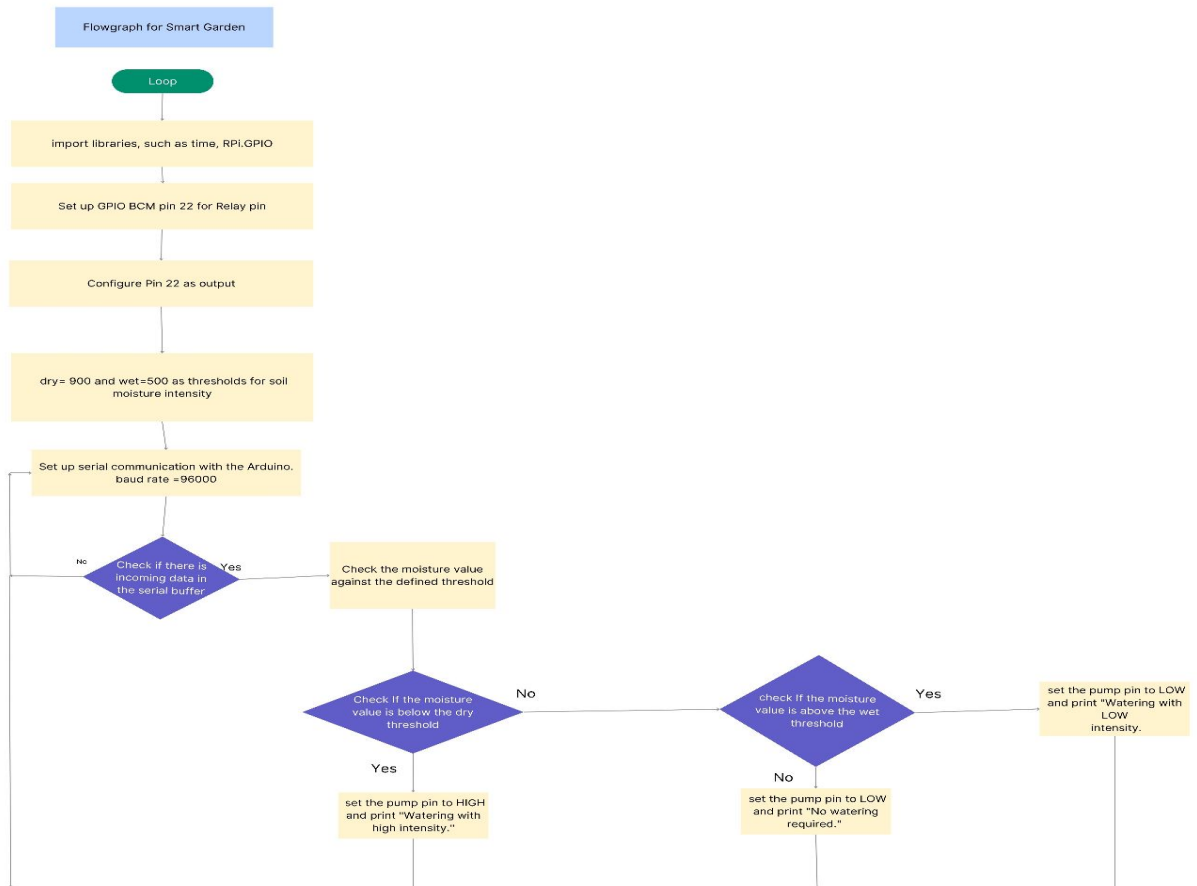 Flowgraph for Smart Garden
Loop
import libraries, such as time, RPi.GPIO
Set up GPIO BCM pin 22 for Relay pin
Configure Pin 22 as output
dry= 900 and wet=500 as thresholds for soil
moisture intensity
Set up serial communication with the Arduino.
baud rate =96000
Check if there is
incoming data in
the serial buffer
No
Yes
Check the moisture value
against the defined threshold
Check If the moisture
value is below the dry
threshold
No
Yes
check If the moisture
value is above the wet
threshold
Yes
No
set the pump pin to LOW
and print "Watering with
LOW
intensity.
set the pump pin to HIGH
and print "Watering with
high intensity."
set the pump pin to LOW
and print "No watering
required."